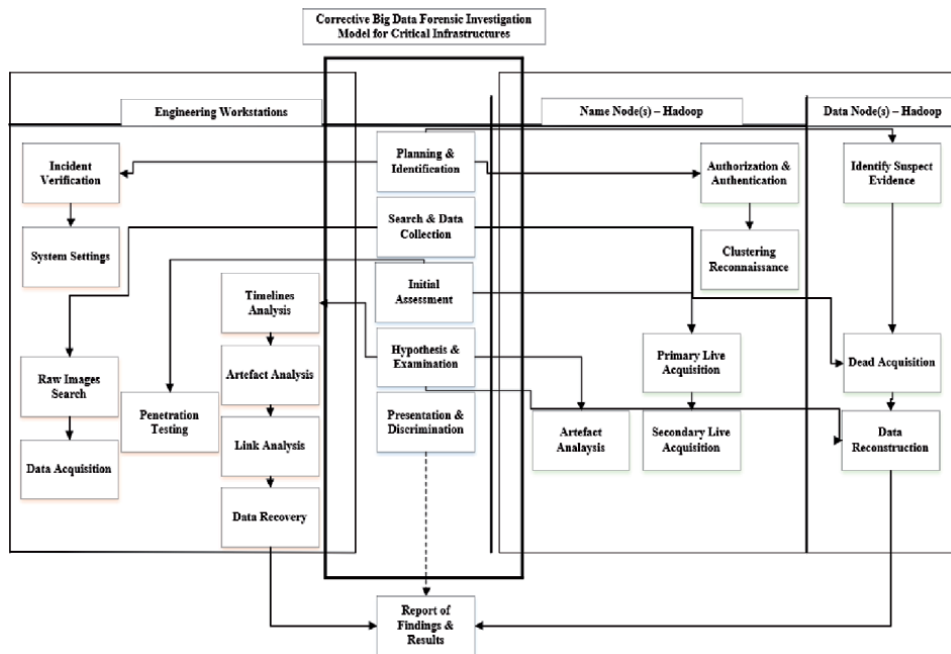 Corrective Big Data Forensic Investigation
Model for Critical Infrastructures
Engineering Workstations
Name Node(s) – Hadoop
Data Node(s) – Hadoop
Incident
Verification
Planning &
Identification
Authorization &
Authentication
Identify Suspect
Evidence
System Settings
Search & Data
Collection
Clustering
Reconnaissance
Timelines
Analysis
Initial
Assessment
Raw Images
Search
Penetration
Testing
Artefact Analysis
Hypothesis &
Examination
Primary Live
Acquisition
Dead Acquisition
Data Acquisition
Link Analysis
Presentation &
Discrimination
Artefact
Analaysis
Secondary Live
Acquisition
Data
Reconstruction
Data Recovery
Report of
Findings &
Results